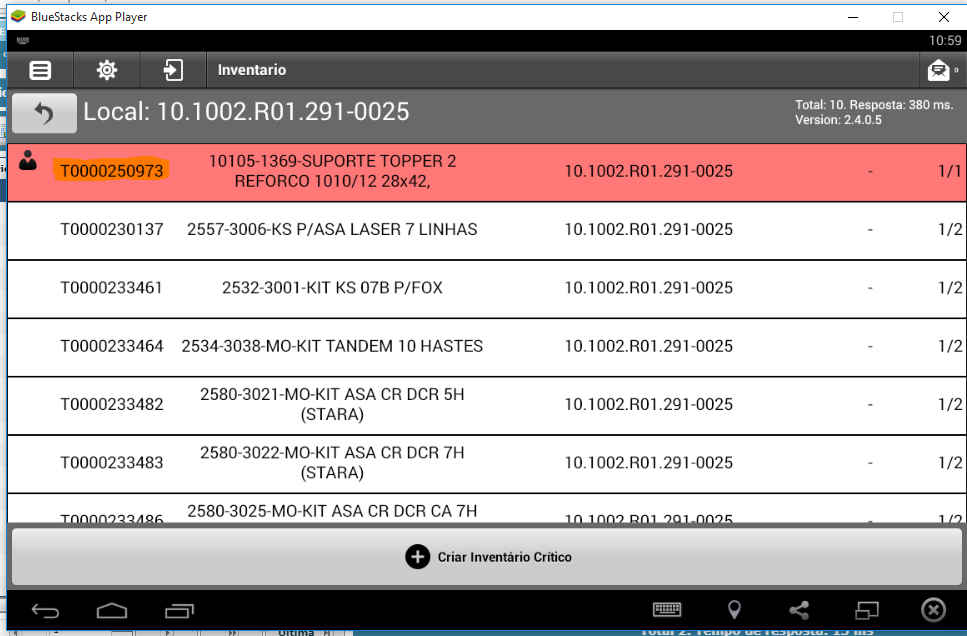 BlueStacks App Player
10:59
Inventario
0
Local: 10.1002.R01.291-0025
Total: 10. Resposta: 380 ms.
Version: 2.4.0.5
T0000250973 10105-1369-SUPORTE TOPPER 2 10.1002.R01.291-0025 - 1/1
REFORCO 1010/12 28x42,
T0000230137 2557-3006-KS P/ASA LASER 7 LINHAS 10.1002.R01.291-0025 - 1/2
T0000233461 2532-3001-KIT KS 07B P/FOX 10.1002.R01.291-0025 - 1/2
T0000233464 2534-3038-MO-KIT TANDEM 10 HASTES 10.1002.R01.291-0025 - 1/2
T0000233482 2580-3021-MO-KIT ASA CR DCR 5H 10.1002.R01.291-0025 - 1/2
(STARA)
T0000233483 2580-3022-MO-KIT ASA CR DCR 7H 10.1002.R01.291-0025 - 1/2
(STARA)
T0000233486 2580-3025-MO-KIT ASA CR DCR CA 7H 10.1002.R01.291-0025 - 1/2
Criar Inventário Crítico
Última
Total 2. Tempo de resposta: 15 ms